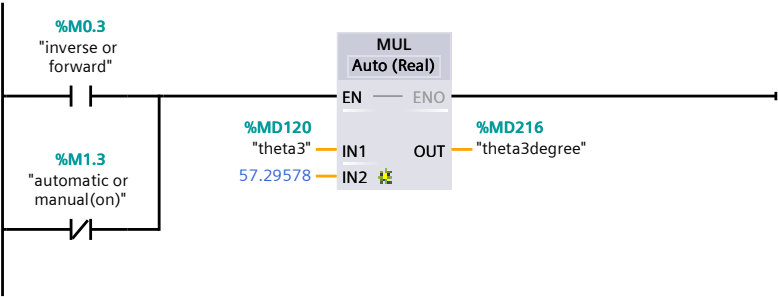 %M0.3
"inverse or
forward"
MUL
Auto (Real)
EN
ENO
%MD120
"theta3"
IN1
OUT
%MD216
"theta3degree"
%M1.3
"automatic or
manual(on)"
57.29578
IN2